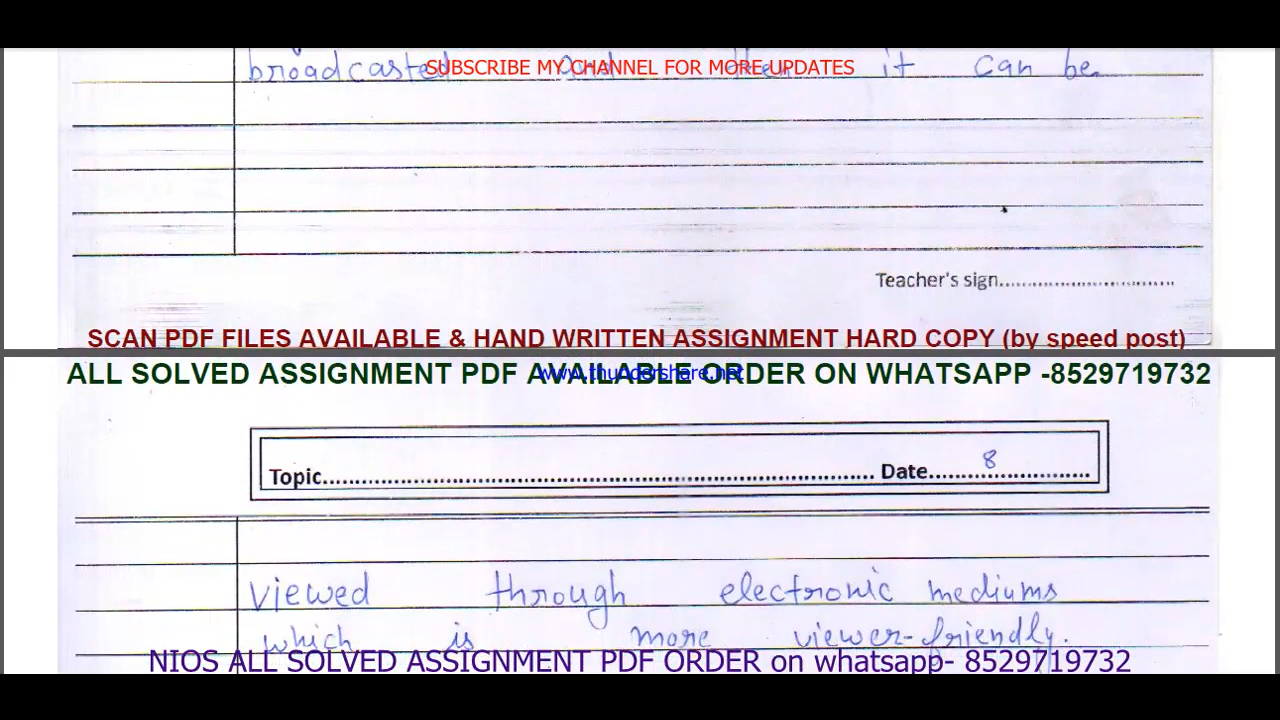 broadcasted and then it can be
SUBSCRIBE MY CHANNEL FOR MORE UPDATES
Teacher's sign.................................
SCAN PDF FILES AVAILABLE & HAND WRITTEN ASSIGNMENT HARD COPY (by speed post)
ALL SOLVED ASSIGNMENT PDF AVAILABLE ORDER ON WHATSAPP -8529719732
www.thundershare.net
Topic.................................................................................... Date.........8...............
viewed through electronic mediums
which is more viewer-friendly.
NIOS ALL SOLVED ASSIGNMENT PDF ORDER on whatsapp- 8529719732